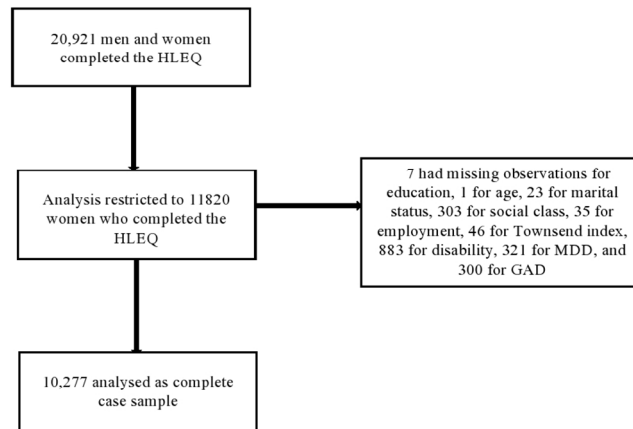 20,921 men and women
completed the HLEQ
Analysis restricted to 11820
women who completed the
HLEQ
7 had missing observations for
education, 1 for age, 23 for marital
status, 303 for social class, 35 for
employment, 46 for Townsend index,
883 for disability, 321 for MDD, and
300 for GAD
10,277 analysed as complete
case sample